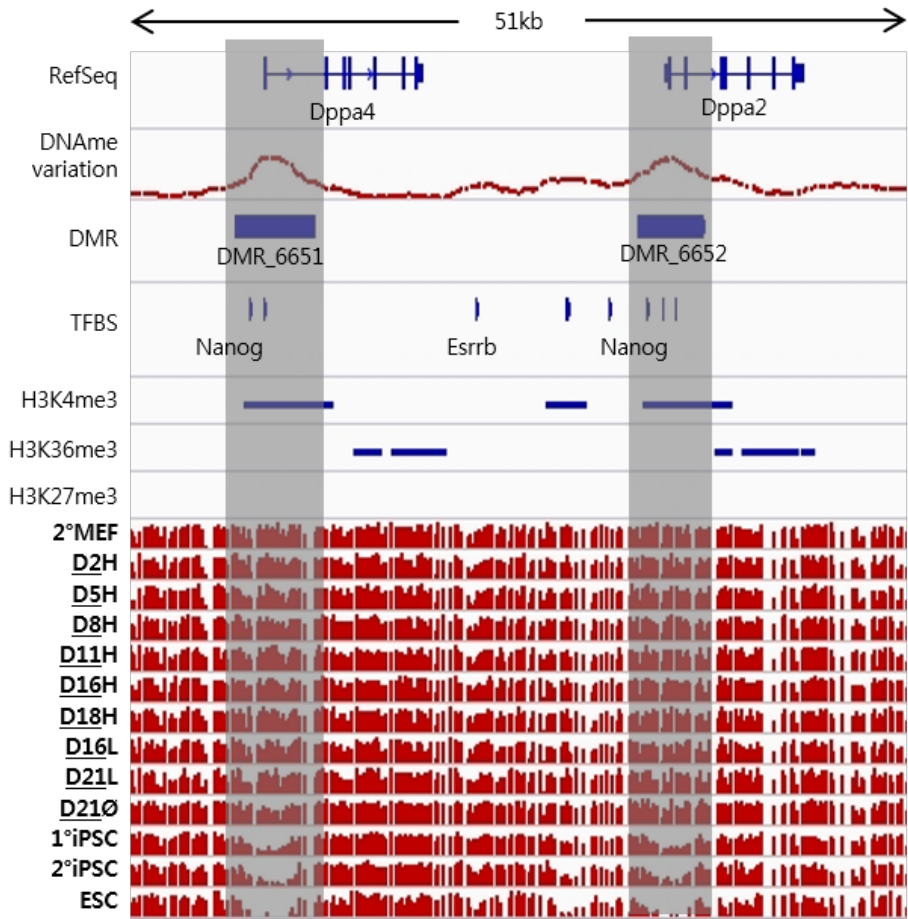 51kb
RefSeq
Dppa4
Dppa2
DNAme
variation
DMR
DMR_6651
DMR_6652
TFBS
Nanog
Esrrb
Nanog
H3K4me3
H3K36me3
H3K27me3
2°MEF
D2H
D5H
D8H
D11H
D16H
D18H
D16L
D21L
D21Ø
1°iPSC
2°iPSC
ESC